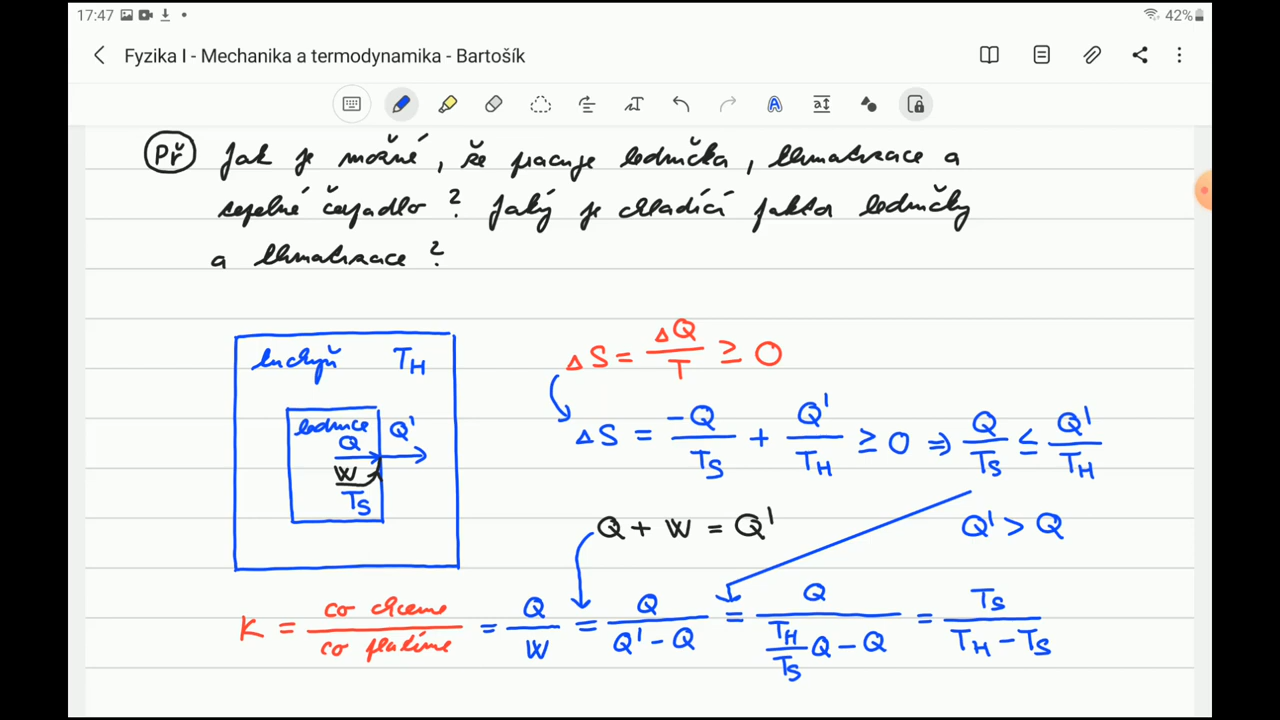 17:47 42%
Fyzika I - Mechanika a termodynamika - Bartošík
Př Jak je možné, že pracuje lednička, klimatizace a
tepelné čerpadlo? Jaký je chladící faktor ledničky
a klimatizace?
kuchyň T_H
lednice
Q Q'
W
T_S
ΔS = ΔQ/T ≥ 0
ΔS = -Q/T_S + Q'/T_H ≥ 0 ⇒ Q/T_S ≤ Q'/T_H
Q + W = Q' Q' > Q
K = co chceme/co platíme = Q/W = Q/(Q' - Q) = Q/(T_H/T_S Q - Q) = T_S/(T_H - T_S)